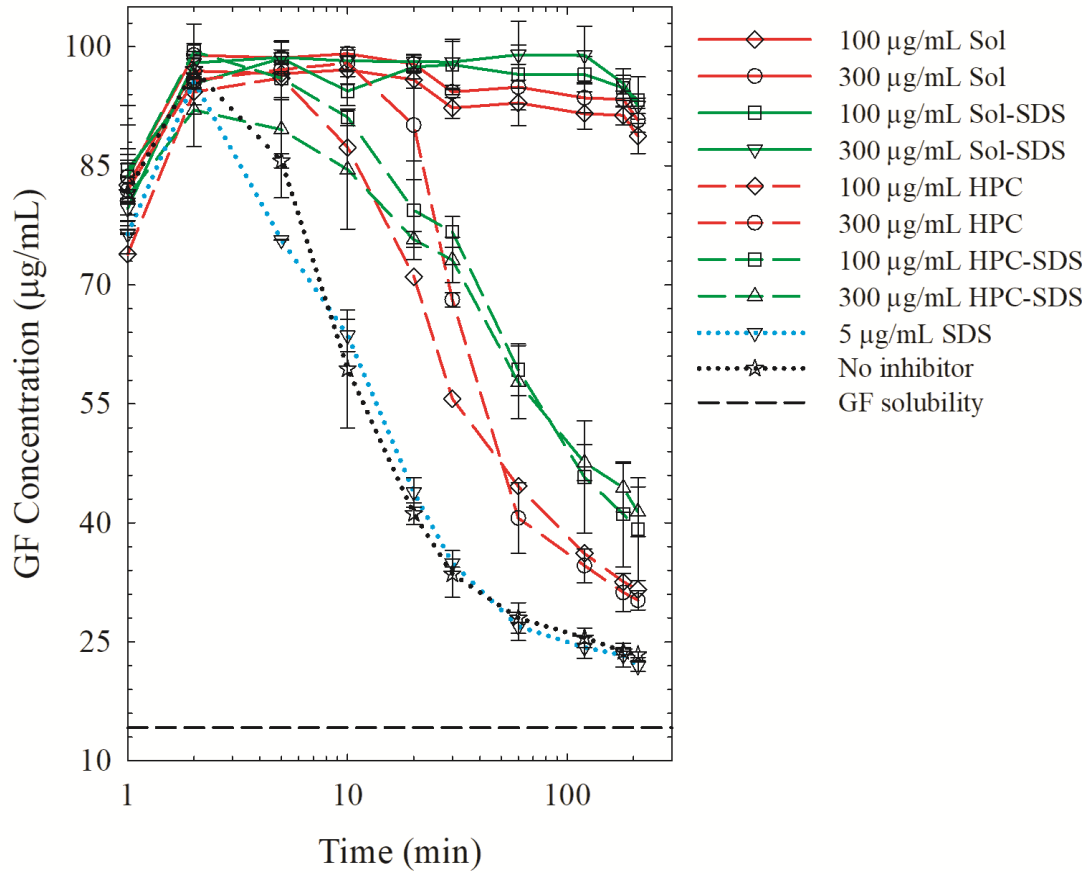 GF Concentration (µg/mL)
100
85
70
55
40
25
10
1
10
100
Time (min)
100 µg/mL Sol
300 µg/mL Sol
100 µg/mL Sol-SDS
300 µg/mL Sol-SDS
100 µg/mL HPC
300 µg/mL HPC
100 µg/mL HPC-SDS
300 µg/mL HPC-SDS
5 µg/mL SDS
No inhibitor
GF solubility